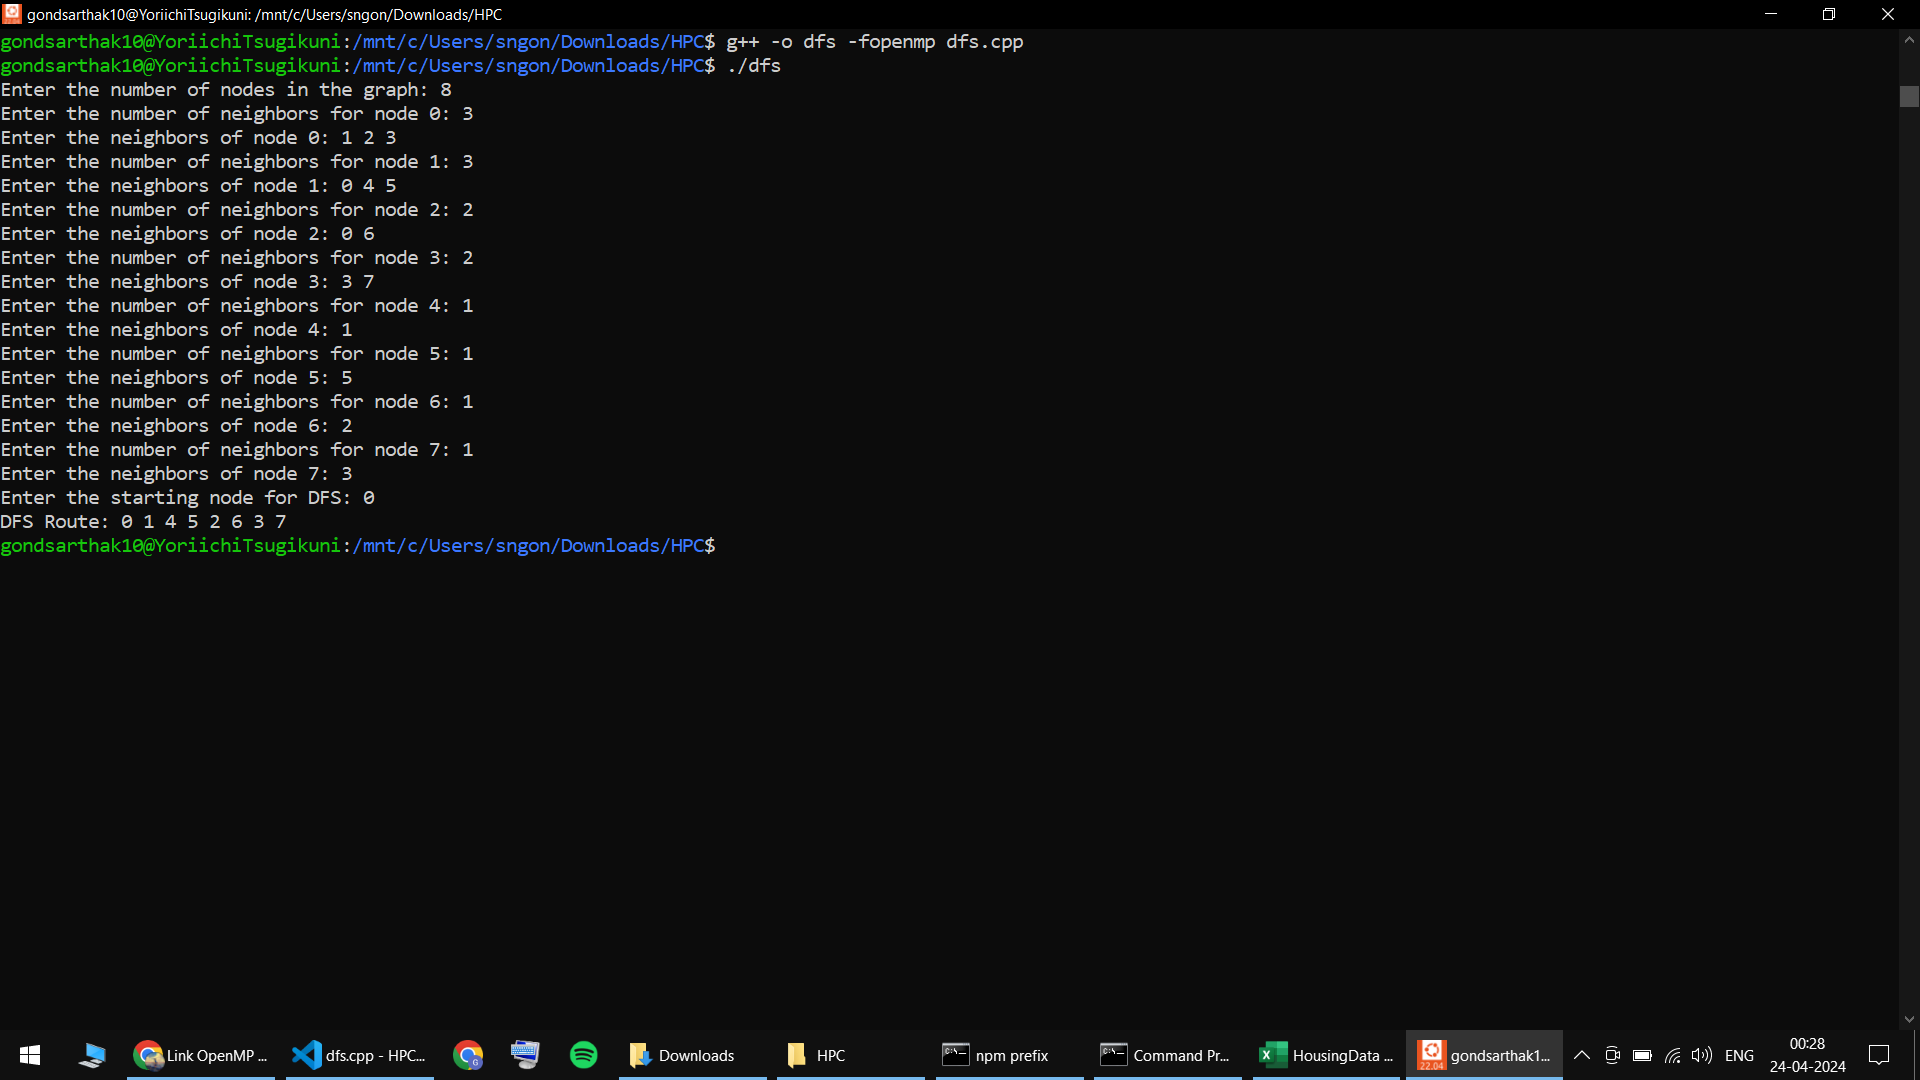 gondsarthak10@YoriichiTsugikuni: /mnt/c/Users/sngon/Downloads/HPC
gondsarthak10@YoriichiTsugikuni:/mnt/c/Users/sngon/Downloads/HPC$ g++ -o dfs -fopenmp dfs.cpp
gondsarthak10@YoriichiTsugikuni:/mnt/c/Users/sngon/Downloads/HPC$ ./dfs
Enter the number of nodes in the graph: 8
Enter the number of neighbors for node 0: 3
Enter the neighbors of node 0: 1 2 3
Enter the number of neighbors for node 1: 3
Enter the neighbors of node 1: 0 4 5
Enter the number of neighbors for node 2: 2
Enter the neighbors of node 2: 0 6
Enter the number of neighbors for node 3: 2
Enter the neighbors of node 3: 3 7
Enter the number of neighbors for node 4: 1
Enter the neighbors of node 4: 1
Enter the number of neighbors for node 5: 1
Enter the neighbors of node 5: 5
Enter the number of neighbors for node 6: 1
Enter the neighbors of node 6: 2
Enter the number of neighbors for node 7: 1
Enter the neighbors of node 7: 3
Enter the starting node for DFS: 0
DFS Route: 0 1 4 5 2 6 3 7
gondsarthak10@YoriichiTsugikuni:/mnt/c/Users/sngon/Downloads/HPC$
Link OpenMP ... dfs.cpp - HPC... Downloads HPC npm prefix Command Pr... HousingData ... 22.04 gondsarthak1... ENG 00:28
24-04-2024